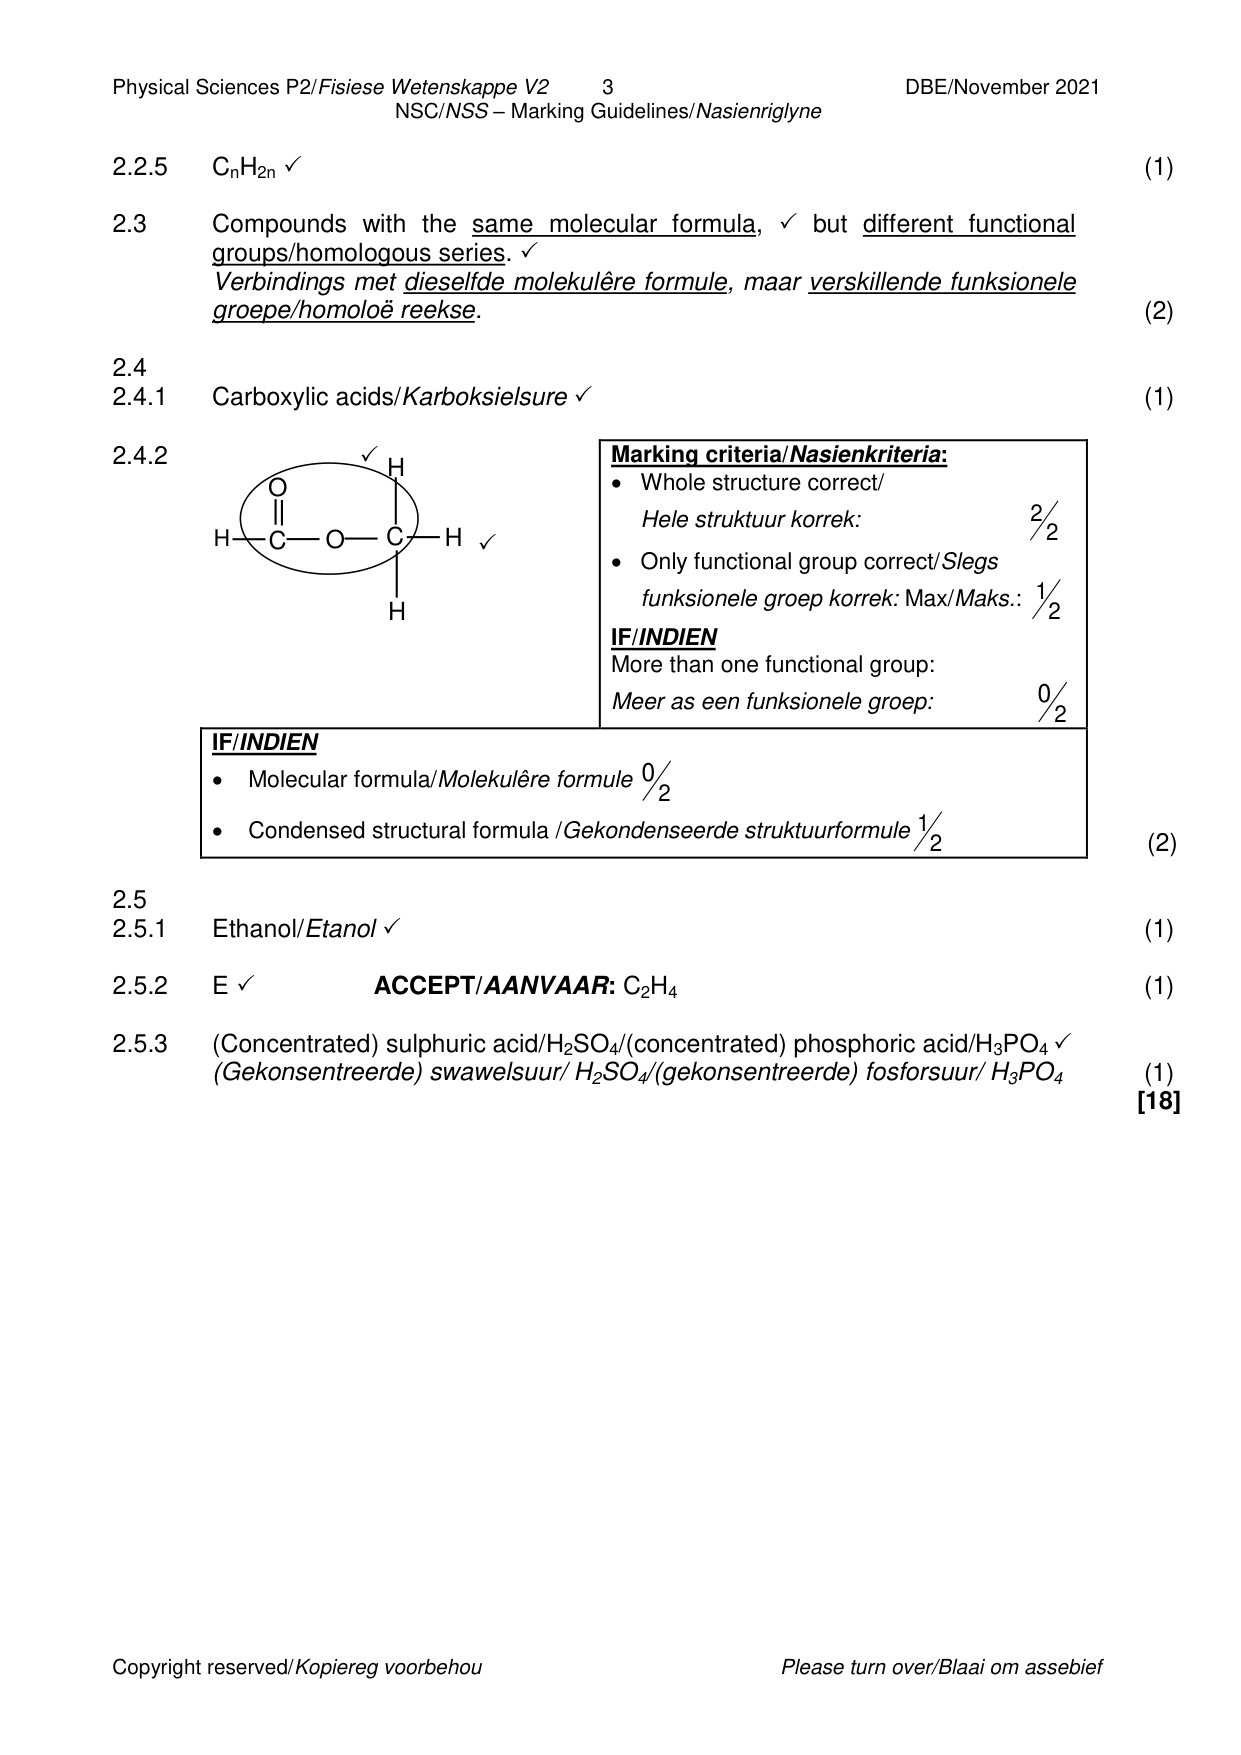 Physical Sciences P2/Fisiese Wetenskappe V2 3 DBE/November 2021
NSC/NSS – Marking Guidelines/Nasienriglyne
2.2.5 CₙH₂ₙ ✓ (1)
2.3 Compounds with the same molecular formula, ✓ but different functional
groups/homologous series. ✓
Verbindings met dieselfde molekulêre formule, maar verskillende funksionele
groepe/homoloë reekse. (2)
2.4
2.4.1 Carboxylic acids/Karboksielsure ✓ (1)
2.4.2
✓
H
O
H C O C H ✓
H
Marking criteria/Nasienkriteria:
• Whole structure correct/
Hele struktuur korrek: 2/2
• Only functional group correct/Slegs
funksionele groep korrek: Max/Maks.: 1/2
IF/INDIEN
More than one functional group:
Meer as een funksionele groep: 0/2
IF/INDIEN
• Molecular formula/Molekulêre formule 0/2
• Condensed structural formula /Gekondenseerde struktuurformule 1/2
(2)
2.5
2.5.1 Ethanol/Etanol ✓ (1)
2.5.2 E ✓ ACCEPT/AANVAAR: C₂H₄ (1)
2.5.3 (Concentrated) sulphuric acid/H₂SO₄/(concentrated) phosphoric acid/H₃PO₄ ✓
(Gekonsentreerde) swawelsuur/ H₂SO₄/(gekonsentreerde) fosforsuur/ H₃PO₄ (1)
[18]
Copyright reserved/Kopiereg voorbehou Please turn over/Blaai om assebief